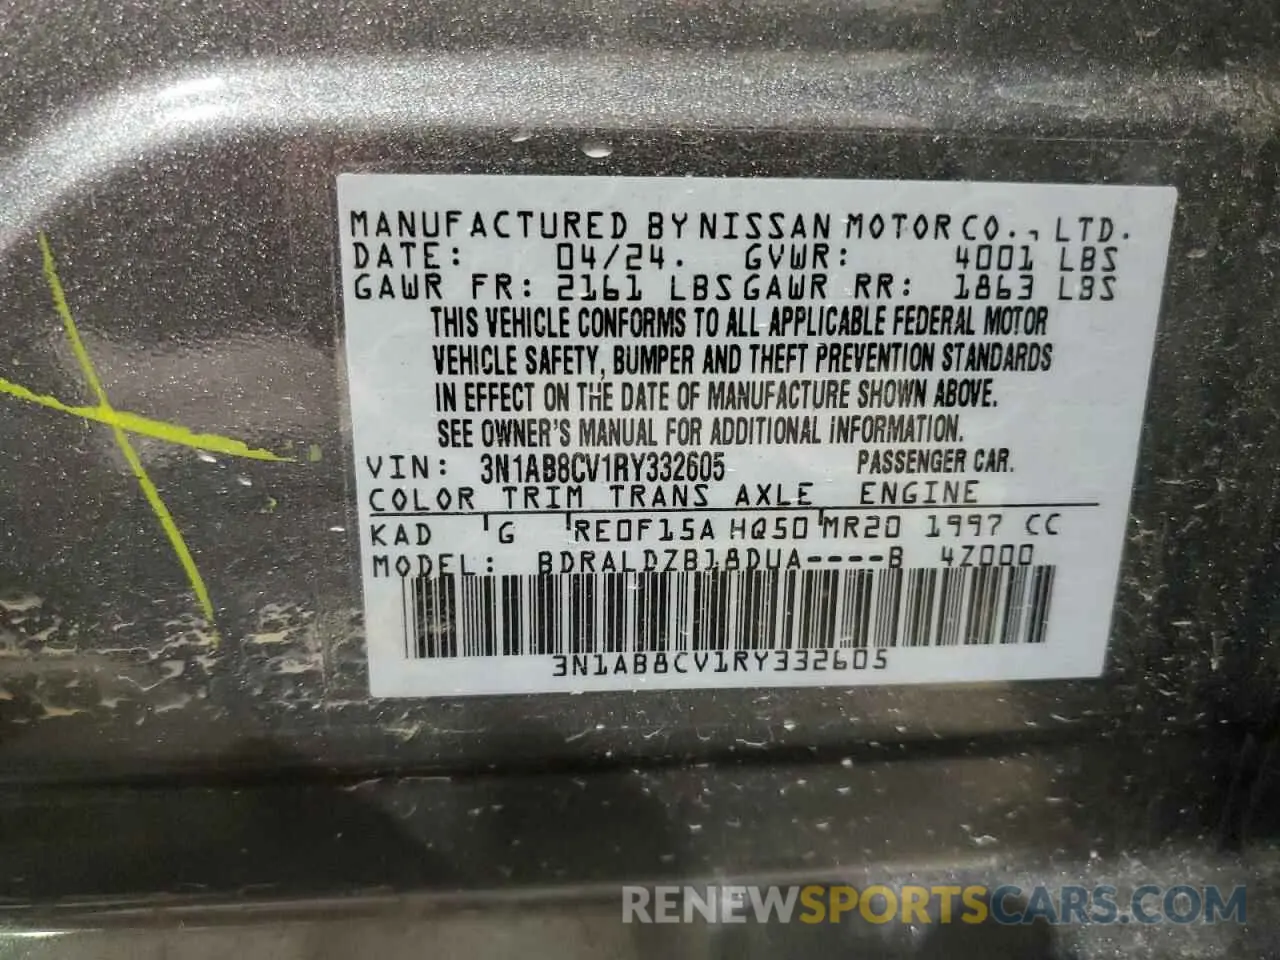 MANUFACTURED BY NISSAN MOTOR CO., LTD.
DATE: 04/24. GVWR: 4001 LBS
GAWR FR: 2161 LBS GAWR RR: 1863 LBS
THIS VEHICLE CONFORMS TO ALL APPLICABLE FEDERAL MOTOR
VEHICLE SAFETY, BUMPER AND THEFT PREVENTION STANDARDS
IN EFFECT ON THE DATE OF MANUFACTURE SHOWN ABOVE.
SEE OWNER'S MANUAL FOR ADDITIONAL INFORMATION.
VIN: 3N1AB8CV1RY332605 PASSENGER CAR.
COLOR TRIM TRANS AXLE ENGINE
KAD G RE0F15A HQ50 MR20 1997 CC
MODEL: BDRALDZB18DUA----B 4Z000
3N1AB8CV1RY332605
RENEWSPORTSCARS.COM